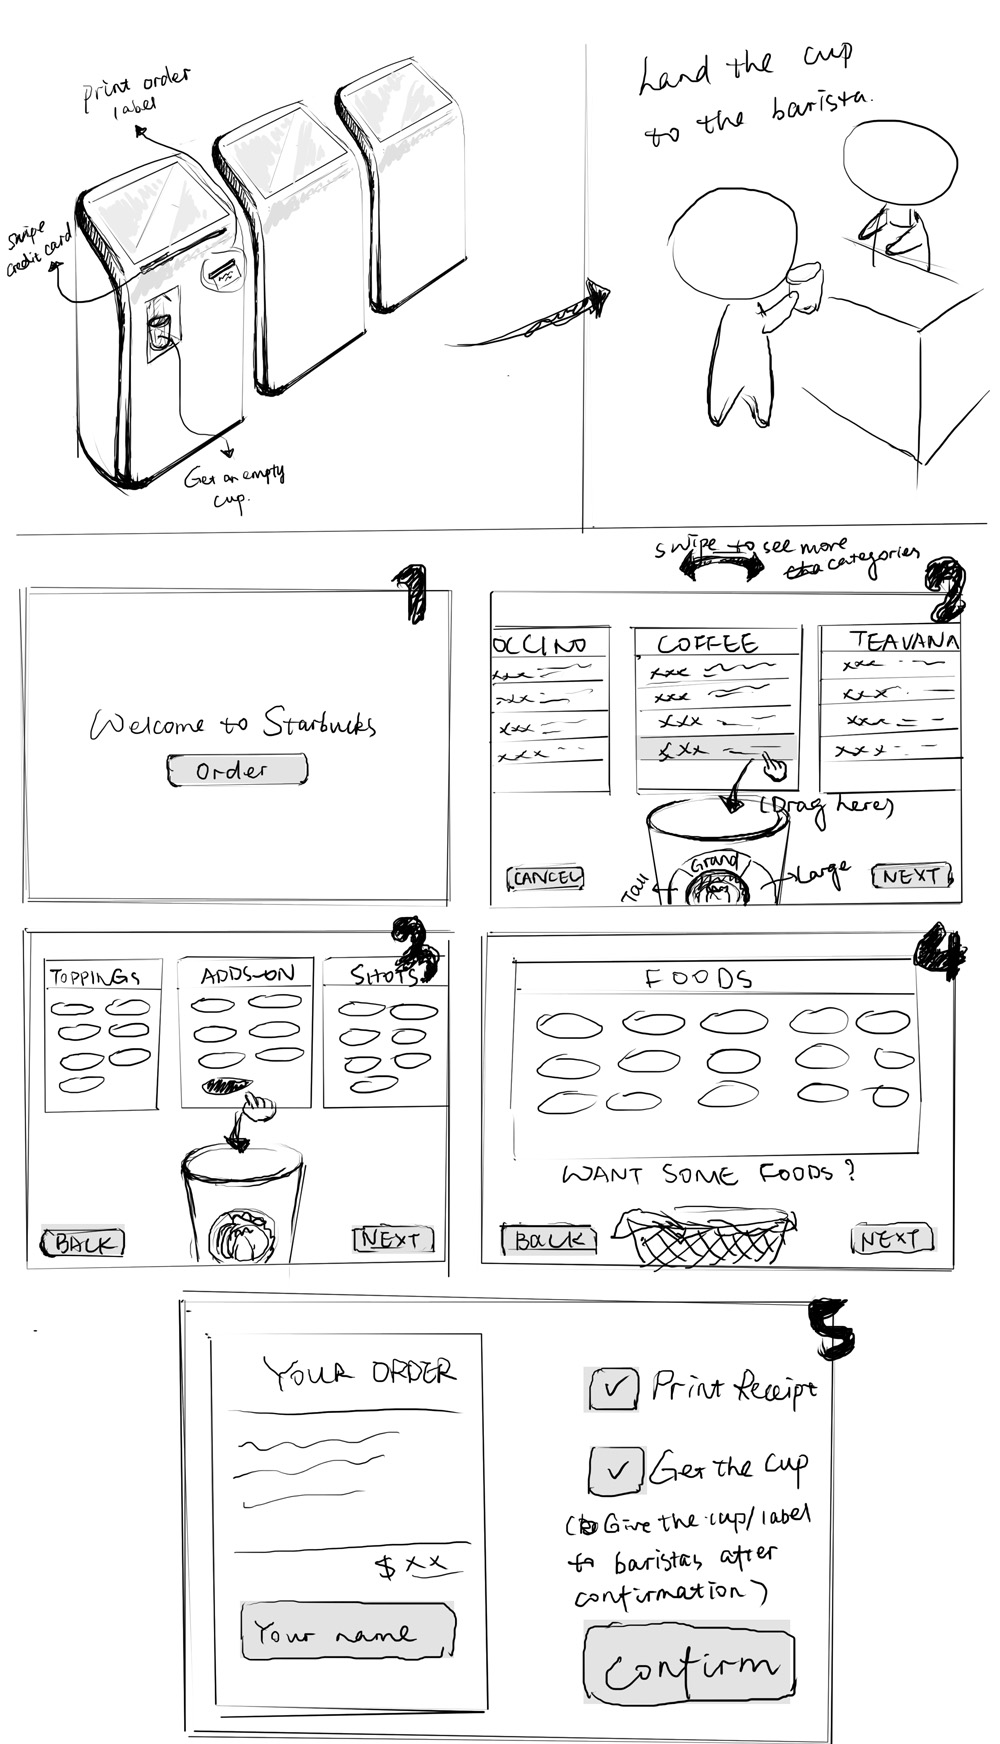 Print order
label
Swipe
credit card
Get an empty
cup.
hand the cup
to the barista.
1
Welcome to Starbucks
Order
swipe to see more
categories
2
OCCINO
xxx
xxx
xxx
xxx
COFFEE
xxx
xxx
xxx
xxx
TEAVANA
xxx
xxx
xxx
xxx
(Drag here)
Grand
Tall
Large
CANCEL
NEXT
3
TOPPINGS
ADDS-ON
SHOTS
BACK
NEXT
4
FOODS
WANT SOME FOODS?
BACK
NEXT
5
YOUR ORDER
$ xx
Your name
Print Receipt
Get the cup
(Give the cup/label
to baristas after
confirmation)
Confirm